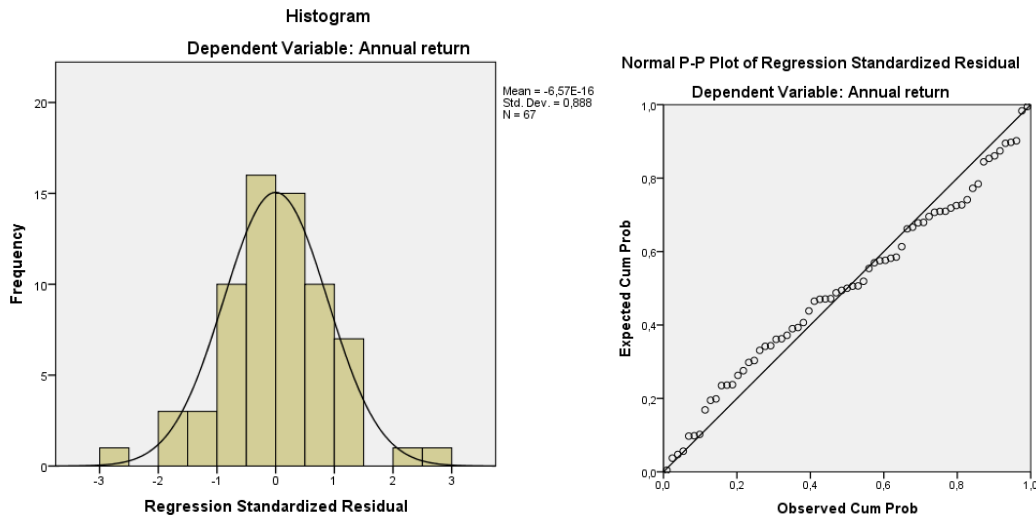 Histogram
Dependent Variable: Annual return
Mean = -6,57E-16
Std. Dev. = 0,888
N = 67
20
15
10
5
0
Frequency
-3 -2 -1 0 1 2 3
Regression Standardized Residual
Normal P-P Plot of Regression Standardized Residual
Dependent Variable: Annual return
1,0
0,8
0,6
0,4
0,2
0,0
Expected Cum Prob
0,0 0,2 0,4 0,6 0,8 1,0
Observed Cum Prob